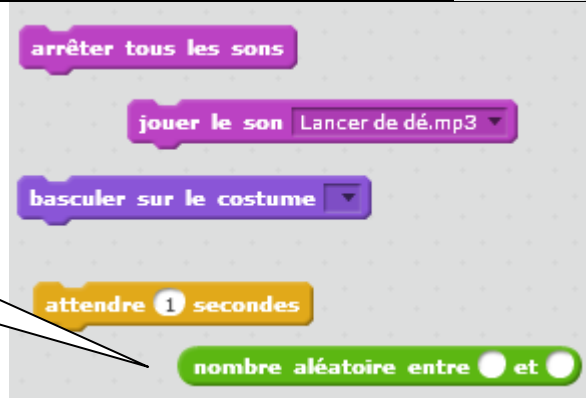 arrêter tous les sons
jouer le son Lancer de dé.mp3
basculer sur le costume
attendre 1 secondes
nombre aléatoire entre et